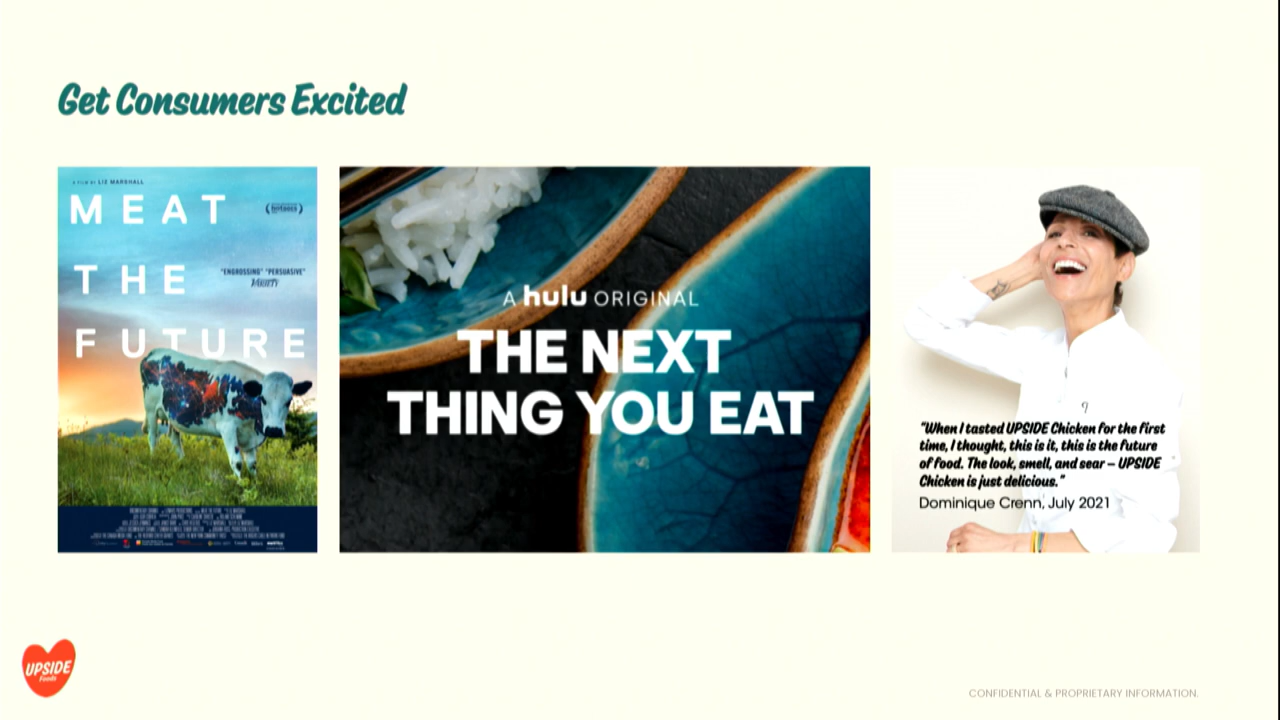 Get Consumers Excited
A FILM BY LIZ MARSHALL
MEAT
THE
FUTURE
"ENGROSSING" "PERSUASIVE"
VARIETY
A hulu ORIGINAL
THE NEXT
THING YOU EAT
"When I tasted UPSIDE Chicken for the first
time, I thought, this is it, this is the future
of food. The look, smell, and sear – UPSIDE
Chicken is just delicious."
Dominique Crenn, July 2021
UPSIDE
Foods
CONFIDENTIAL & PROPRIETARY INFORMATION.